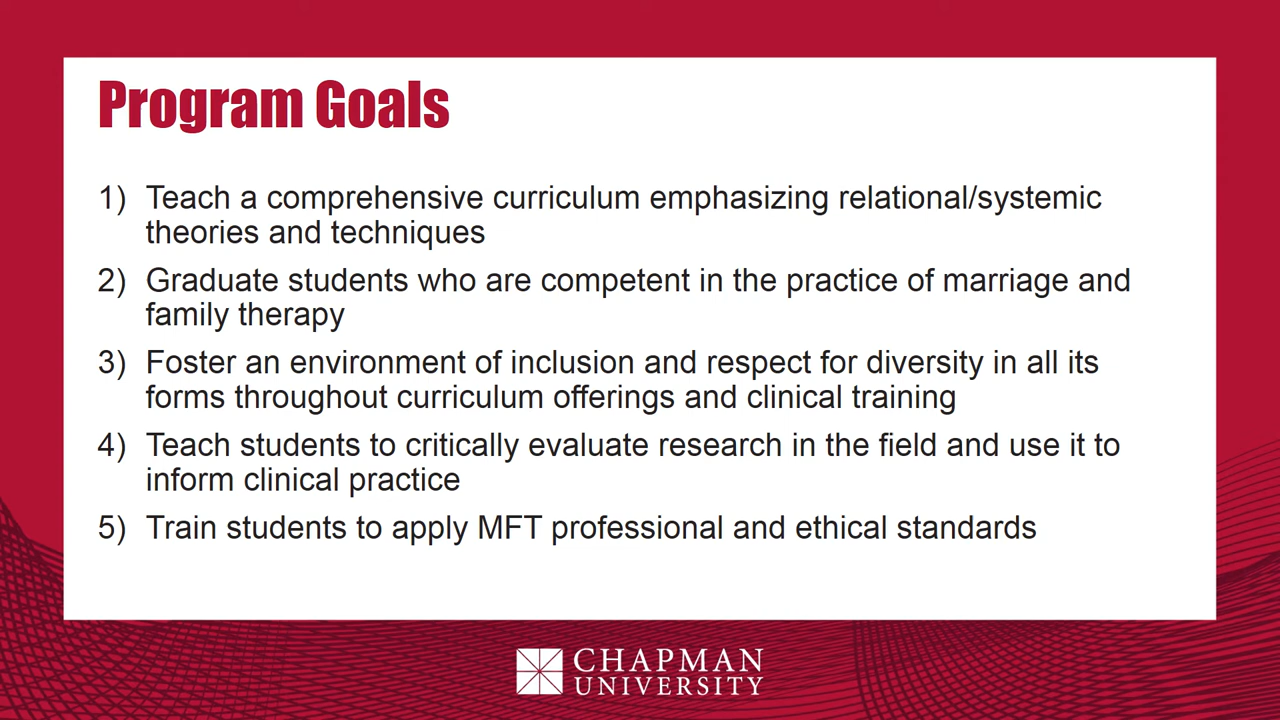 Program Goals
1) Teach a comprehensive curriculum emphasizing relational/systemic
theories and techniques
2) Graduate students who are competent in the practice of marriage and
family therapy
3) Foster an environment of inclusion and respect for diversity in all its
forms throughout curriculum offerings and clinical training
4) Teach students to critically evaluate research in the field and use it to
inform clinical practice
5) Train students to apply MFT professional and ethical standards
CHAPMAN
UNIVERSITY